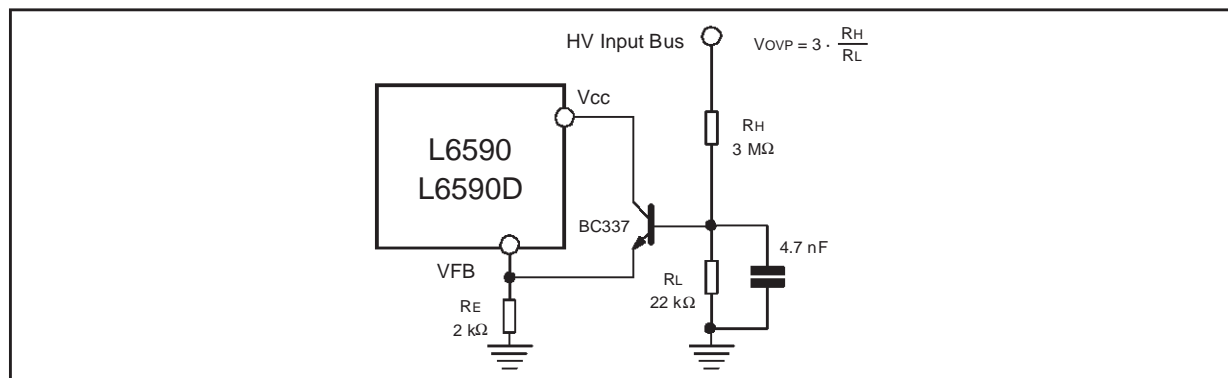 HV Input Bus
VOVP = 3 · RH/RL
Vcc
L6590
L6590D
RH
3 MΩ
BC337
4.7 nF
VFB
RL
22 kΩ
RE
2 kΩ